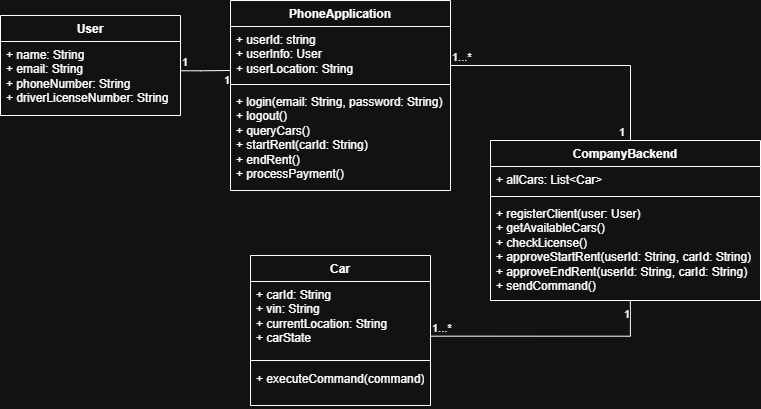 User
+ name: String
+ email: String
+ phoneNumber: String
+ driverLicenseNumber: String
1
1
PhoneApplication
+ userId: string
+ userInfo: User
+ userLocation: String
+ login(email: String, password: String)
+ logout()
+ queryCars()
+ startRent(carId: String)
+ endRent()
+ processPayment()
1...*
1
CompanyBackend
+ allCars: List<Car>
+ registerClient(user: User)
+ getAvailableCars()
+ checkLicense()
+ approveStartRent(userId: String, carId: String)
+ approveEndRent(userId: String, carId: String)
+ sendCommand()
1
1...*
Car
+ carId: String
+ vin: String
+ currentLocation: String
+ carState
+ executeCommand(command)